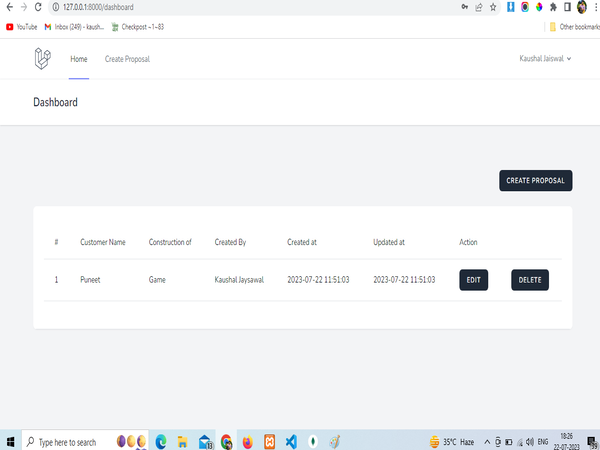 127.0.0.1:8000/dashboard
YouTube Inbox (249) - kaush... Checkpost ~1~83 Other bookmarks
Home Create Proposal Kaushal Jaiswal
Dashboard
CREATE PROPOSAL
# Customer Name Construction of Created By Created at Updated at Action
1 Puneet Game Kaushal Jaysawal 2023-07-22 11:51:03 2023-07-22 11:51:03 EDIT DELETE
Type here to search 13 35°C Haze ENG 18:26
22-07-2023 39